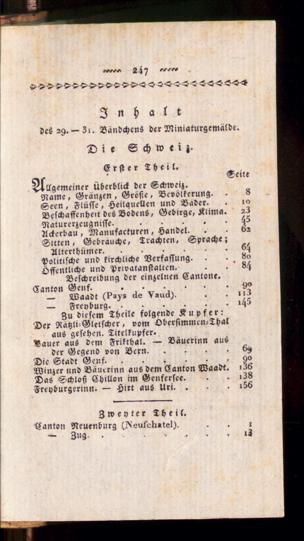 247
Inhalt
des 29. — 31. Bändchens der Miniaturgemälde.
Die Schweiz.
Erster Theil.
Seite
Allgemeiner Überblick der Schweiz.
Name, Gränzen, Größe, Bevölkerung. . 8
Seen, Flüsse, Heilquellen und Bäder. . 10
Beschaffenheit des Bodens, Gebirge, Klima. 23
Naturerzeugnisse. . . . . 45
Ackerbau, Manufacturen, Handel. . . 62
Sitten, Gebräuche, Trachten, Sprache;
Alterthümer. . . . . 64
Politische und kirchliche Verfassung. . . 80
Öffentliche und Privatanstalten. . . 84
Beschreibung der einzelnen Cantone.
Canton Genf. . . . . . 90
— Waadt (Pays de Vaud). . . 113
— Freyburg. . . . . 145
Zu diesem Theile folgende Kupfer:
Der Räzli-Gletscher, vom Obersimmen-Thal
aus gesehen. Titelkupfer.
Bauer aus dem Frikthal. — Bäuerinn aus
der Gegend von Bern. . . . 69
Die Stadt Genf. . . . . 90
Winzer und Bäuerinn aus dem Canton Waadt. 136
Das Schloß Chillon im Genfersee. . . 138
Freyburgerinn. — Hirt aus Uri. . . 156
Zweyter Theil.
Canton Neuenburg (Neufchatel). . . 1
— Zug. . . . . . 12